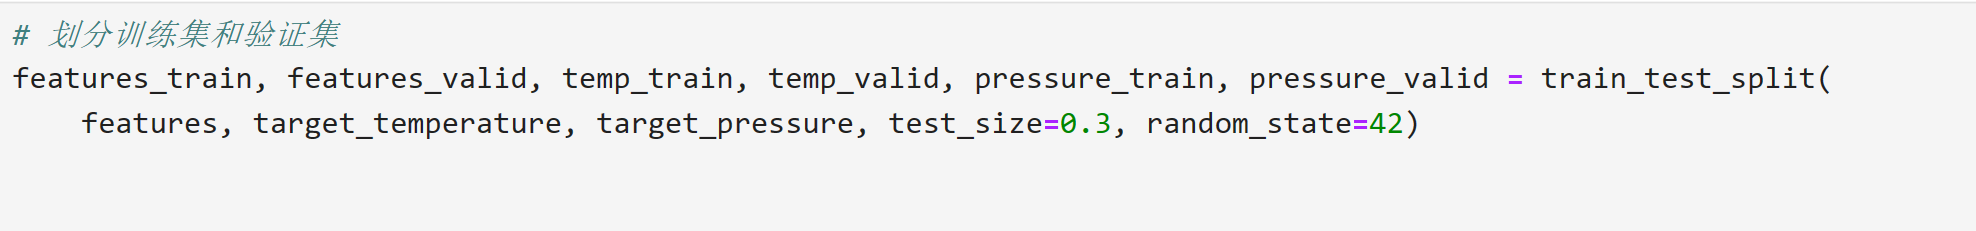 # 划分训练集和验证集
features_train, features_valid, temp_train, temp_valid, pressure_train, pressure_valid = train_test_split(
    features, target_temperature, target_pressure, test_size=0.3, random_state=42)